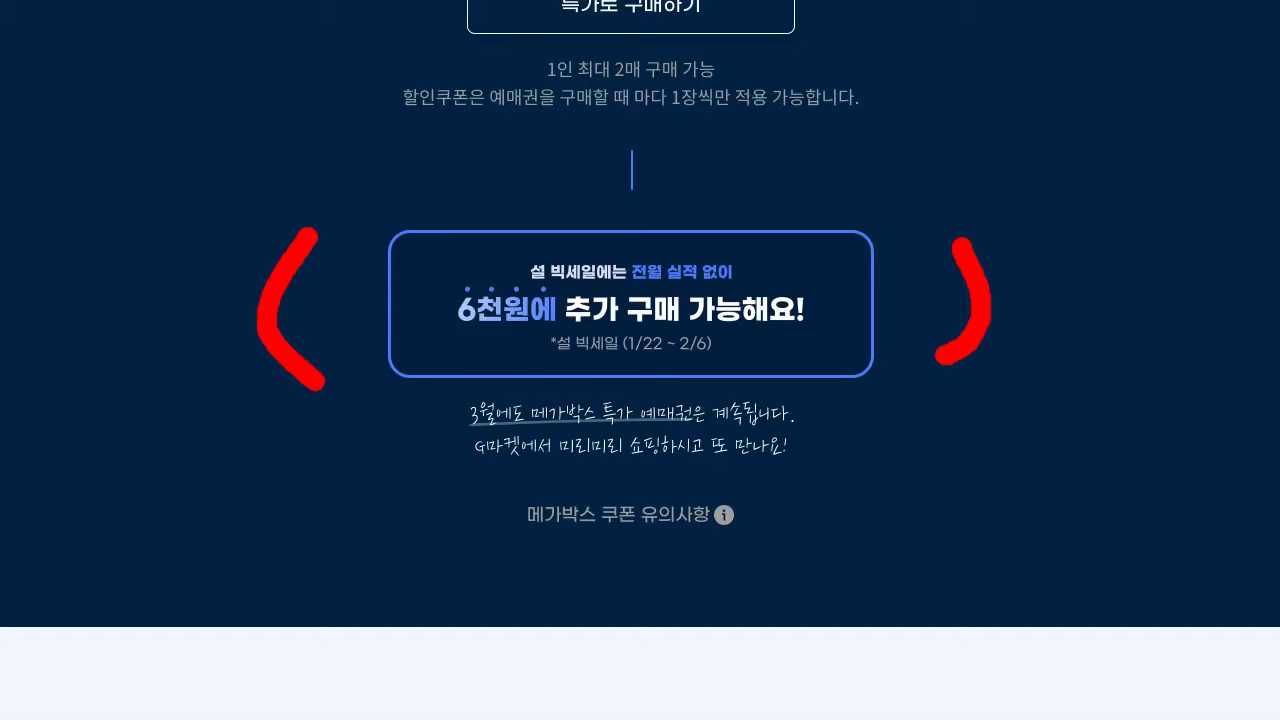 특가로 구매하기
1인 최대 2매 구매 가능
할인쿠폰은 예매권을 구매할 때 마다 1장씩만 적용 가능합니다.
설 빅세일에는 전월 실적 없이
6천원에 추가 구매 가능해요!
*설 빅세일 (1/22 ~ 2/6)
3월에도 메가박스 특가 예매권은 계속됩니다.
G마켓에서 미리미리 쇼핑하시고 또 만나요!
메가박스 쿠폰 유의사항